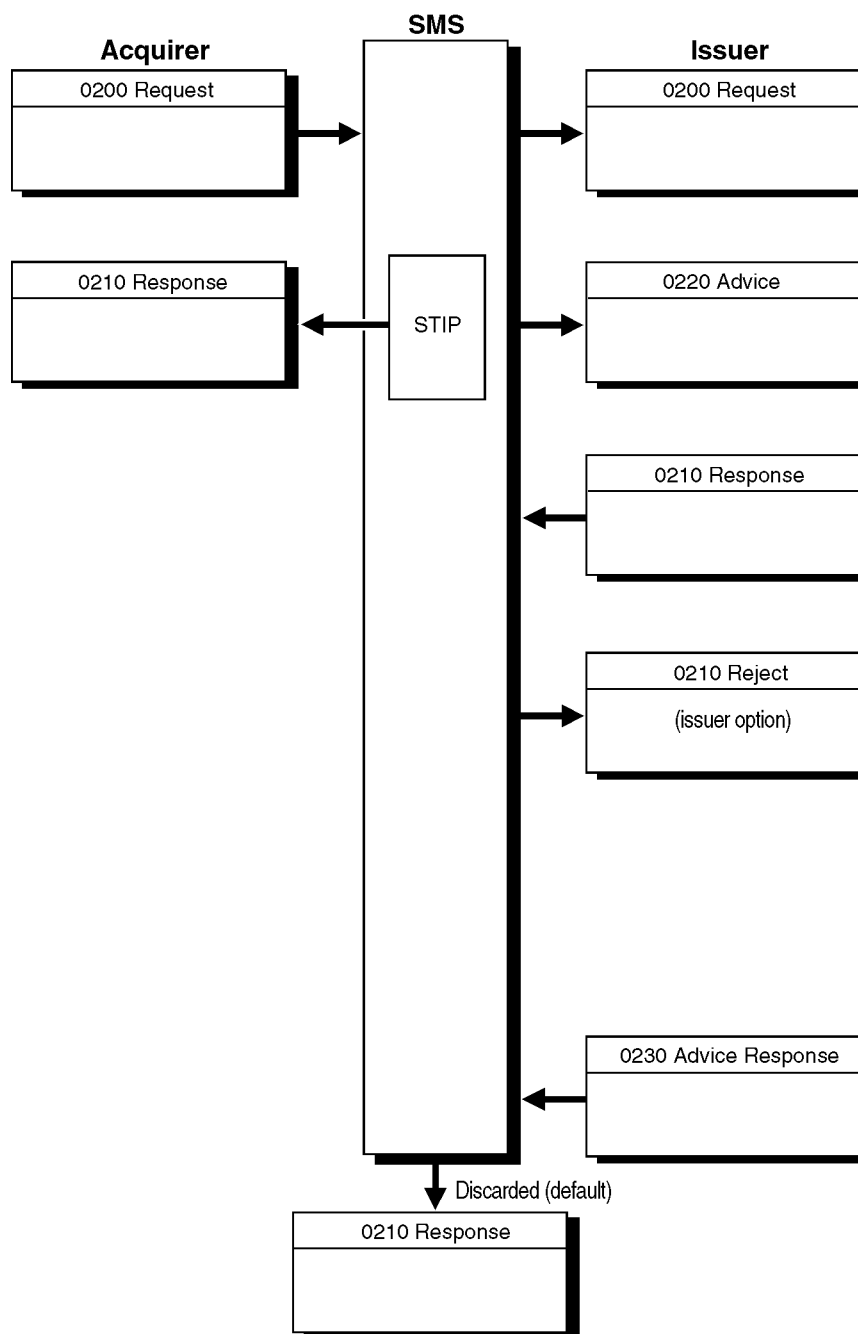 SMS
Acquirer
Issuer
0200 Request
0200 Request
0210 Response
STIP
0220 Advice
0210 Response
0210 Reject
(issuer option)
0230 Advice Response
Discarded (default)
0210 Response